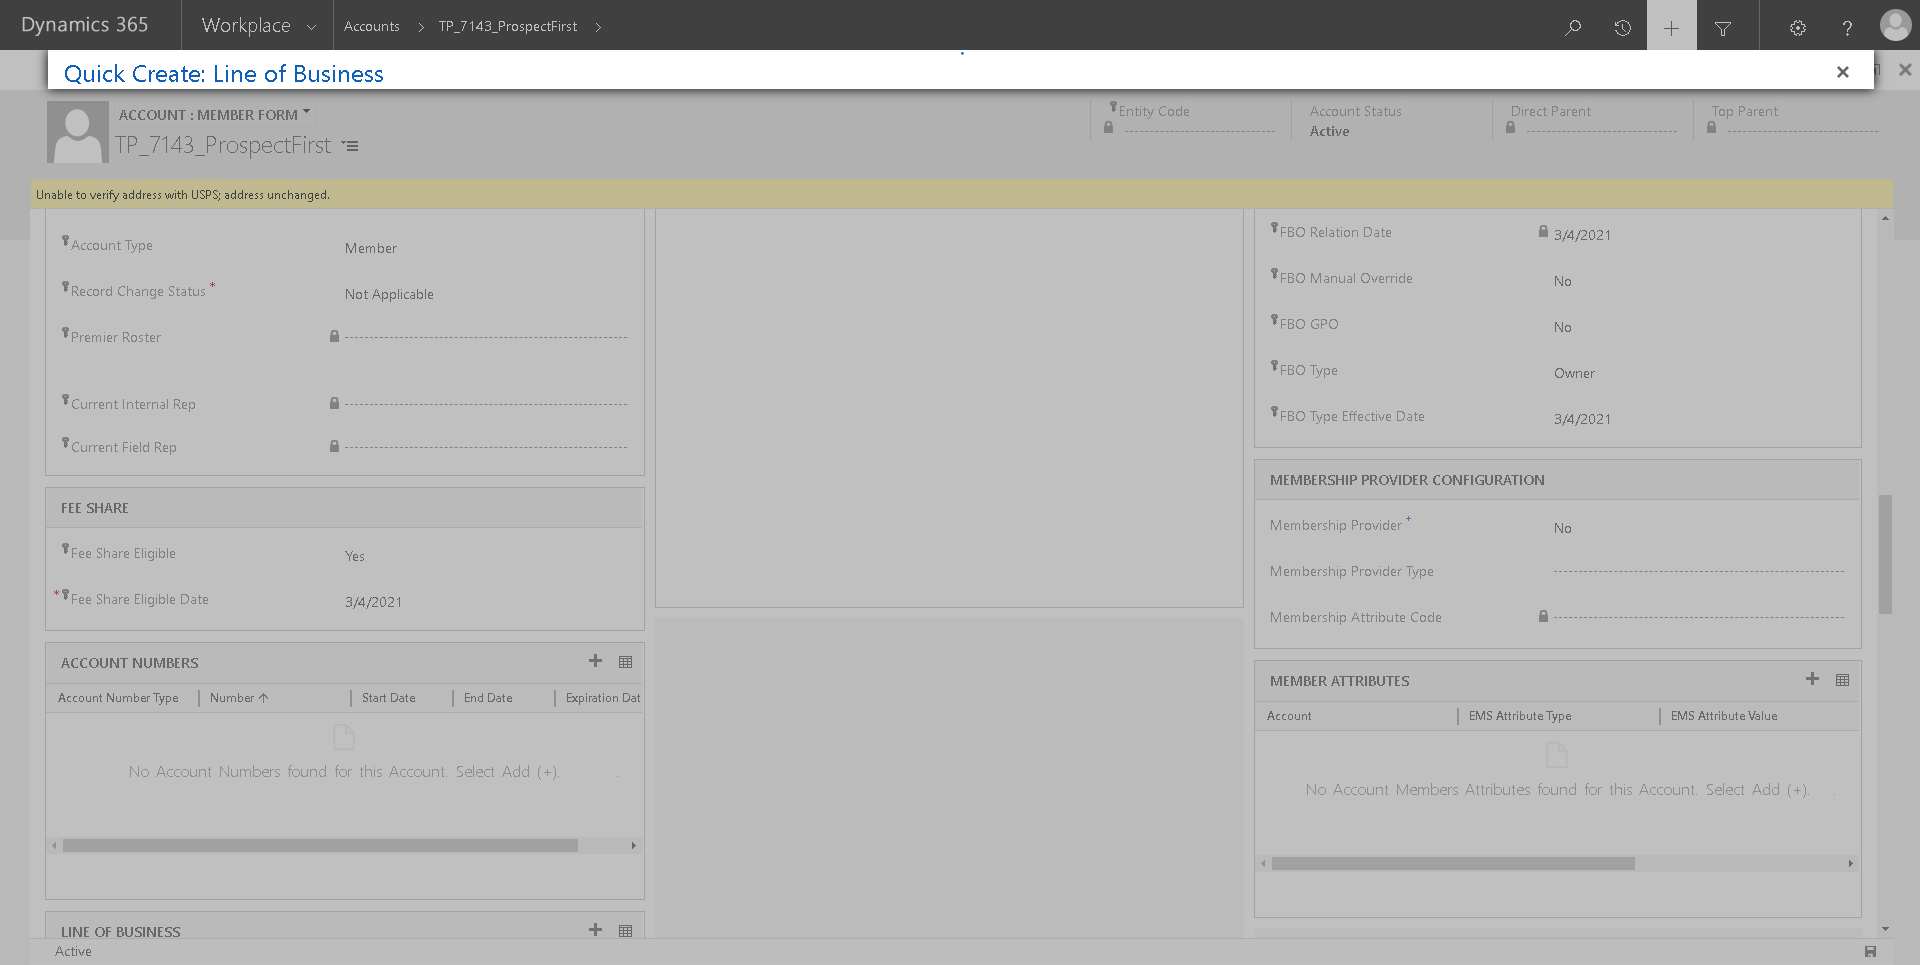 Dynamics 365
Workplace
Accounts
TP_7143_ProspectFirst
?
Quick Create: Line of Business
ACCOUNT : MEMBER FORM
TP_7143_ProspectFirst
Entity Code
Account Status
Active
Direct Parent
Top Parent
Unable to verify address with USPS; address unchanged.
Account Type
Member
Record Change Status *
Not Applicable
Premier Roster
Current Internal Rep
Current Field Rep
FEE SHARE
Fee Share Eligible
Yes
* Fee Share Eligible Date
3/4/2021
ACCOUNT NUMBERS
Account Number Type
Number
Start Date
End Date
Expiration Dat
No Account Numbers found for this Account. Select Add (+).
.
LINE OF BUSINESS
FBO Relation Date
3/4/2021
FBO Manual Override
No
FBO GPO
No
FBO Type
Owner
FBO Type Effective Date
3/4/2021
MEMBERSHIP PROVIDER CONFIGURATION
Membership Provider +
No
Membership Provider Type
Membership Attribute Code
MEMBER ATTRIBUTES
Account
EMS Attribute Type
EMS Attribute Value
No Account Members Attributes found for this Account. Select Add (+).
.
Active